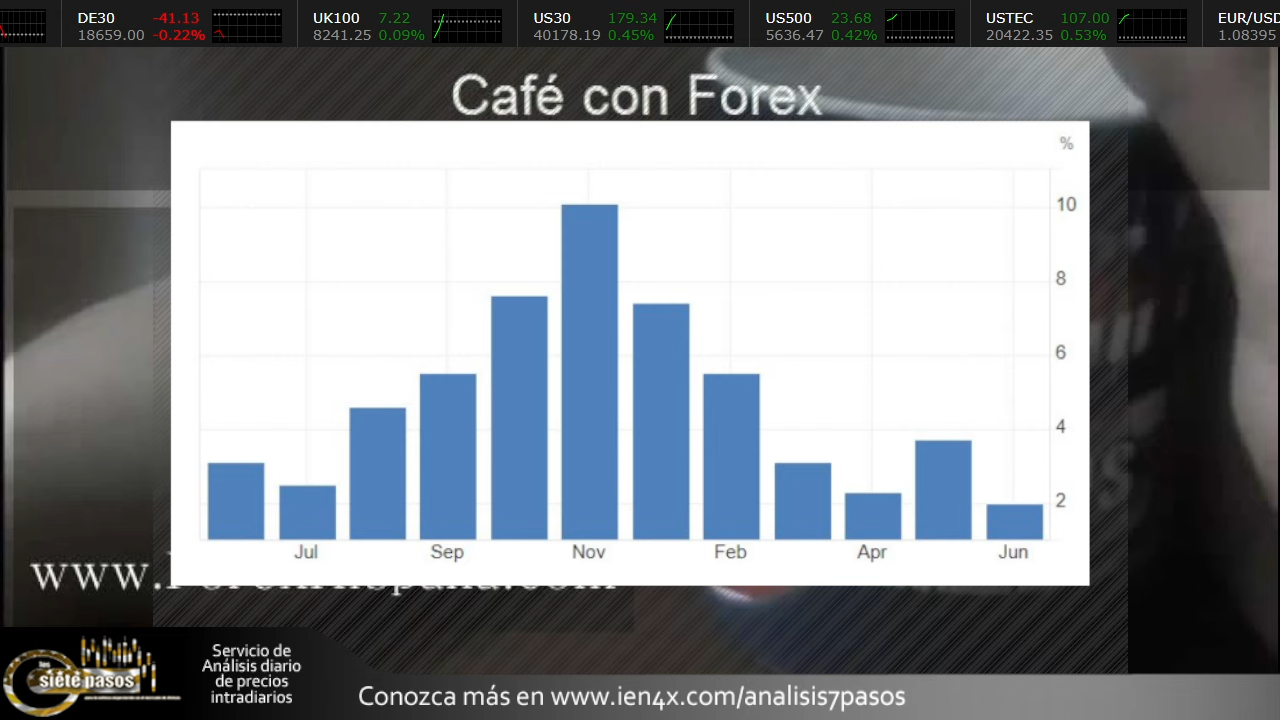 DE30 -41.13 UK100 7.22 US30 179.34 US500 23.68 USTEC 107.00 EUR/USD
18659.00 -0.22% 8241.25 0.09% 40178.19 0.45% 5636.47 0.42% 20422.35 0.53% 1.08395
Café con Forex
%
10
8
6
4
2
Jul Sep Nov Feb Apr Jun
www.
los
siete pasos
Servicio de
Análisis diario
de precios
intradiarios
Conozca más en www.ien4x.com/analisis7pasos